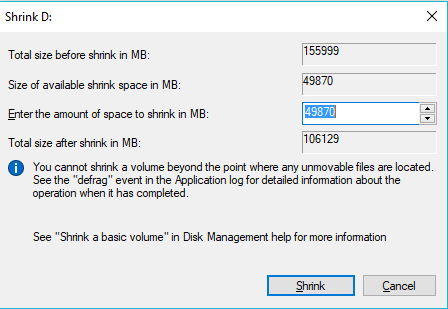 Shrink D:
Total size before shrink in MB: 155999
Size of available shrink space in MB: 49870
Enter the amount of space to shrink in MB: 49870
Total size after shrink in MB: 106129
You cannot shrink a volume beyond the point where any unmovable files are located.
See the "defrag" event in the Application log for detailed information about the
operation when it has completed.
See "Shrink a basic volume" in Disk Management help for more information
Shrink Cancel